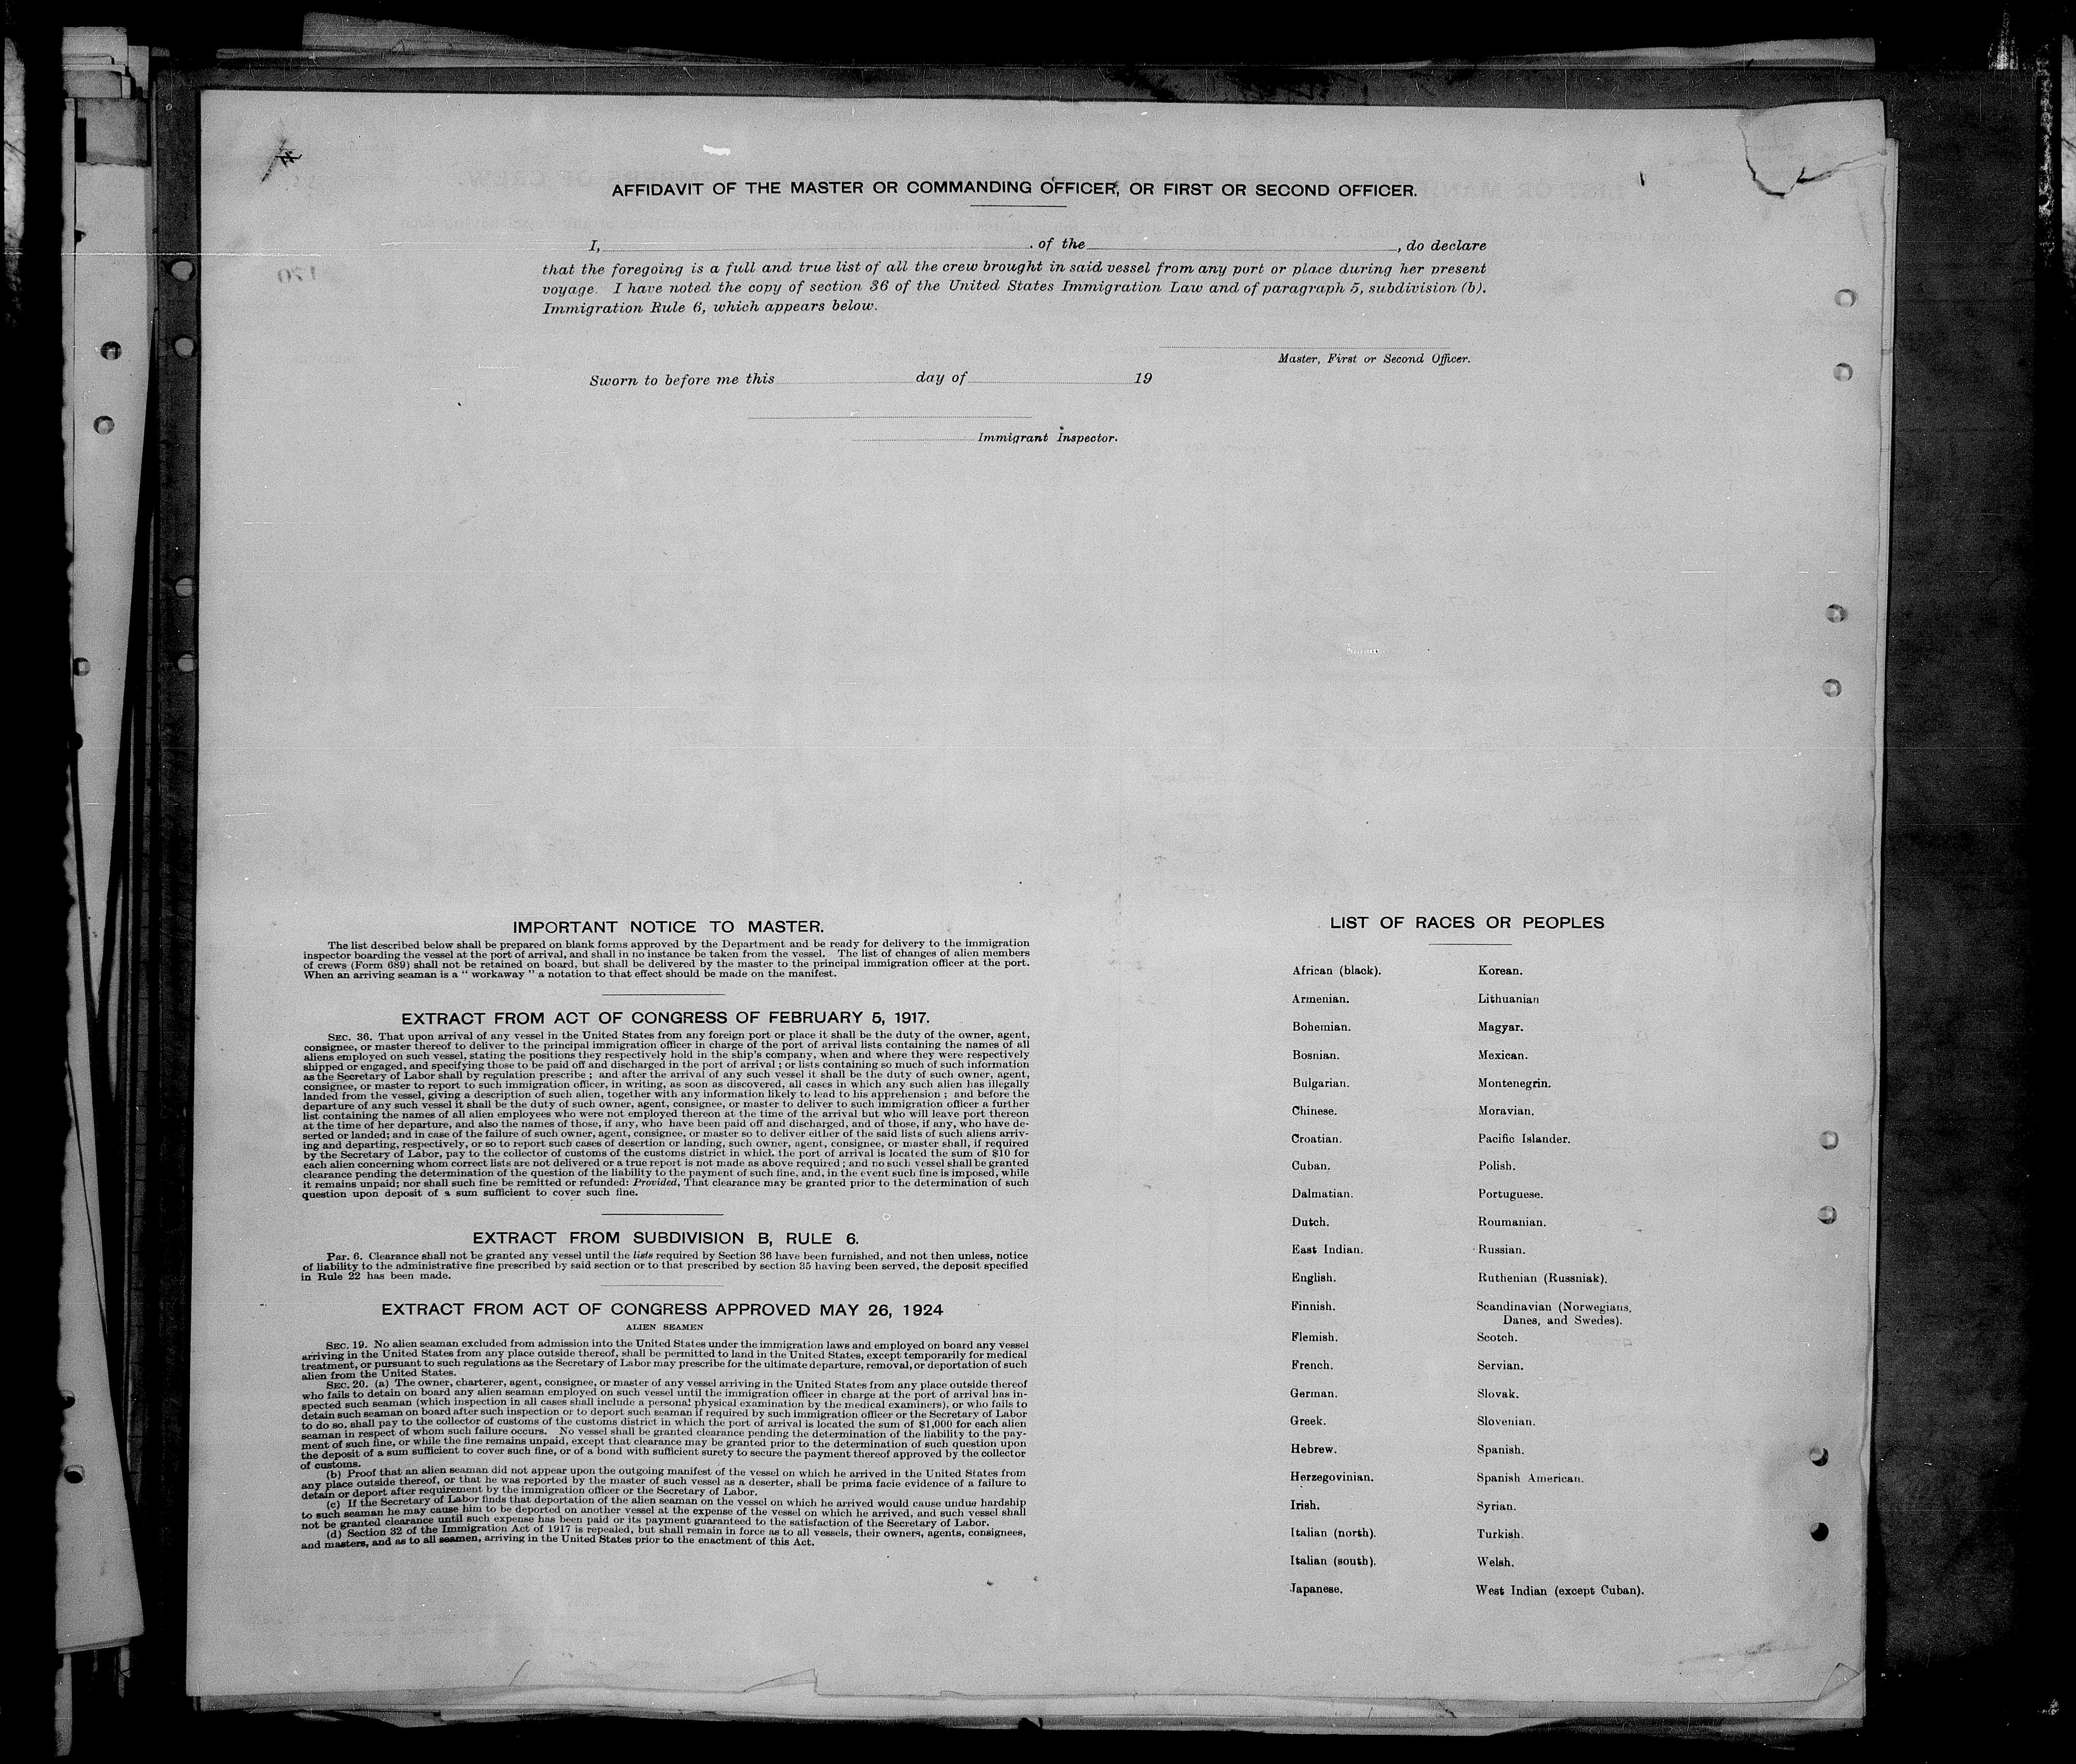 AFFIDAVIT OF THE MASTER OR COMMANDING OFFICER, OR FIRST OR SECOND OFFICER.
I, of the , do declare
that the foregoing is a full and true list of all the crew brought in said vessel from any port or place during her present
voyage. I have noted the copy of section 36 of the United States Immigration Law and of paragraph 5, subdivision (b).
Immigration Rule 6, which appears below.
Master, First or Second Officer.
Sworn to before me this day of 19
Immigrant Inspector.
IMPORTANT NOTICE TO MASTER.
The list described below shall be prepared on blank forms approved by the Department and be ready for delivery to the immigration
inspector boarding the vessel at the port of arrival, and shall in no instance be taken from the vessel. The list of changes of alien members
of crews (Form 689) shall not be retained on board, but shall be delivered by the master to the principal immigration officer at the port.
When an arriving seaman is a " workaway " a notation to that effect should be made on the manifest.
EXTRACT FROM ACT OF CONGRESS OF FEBRUARY 5, 1917.
SEC. 36. That upon arrival of any vessel in the United States from any foreign port or place it shall be the duty of the owner, agent,
consignee, or master thereof to deliver to the principal immigration officer in charge of the port of arrival lists containing the names of all
aliens employed on such vessel, stating the positions they respectively hold in the ship's company, when and where they were respectively
shipped or engaged, and specifying those to be paid off and discharged in the port of arrival ; or lists containing so much of such information
as the Secretary of Labor shall by regulation prescribe ; and after the arrival of any such vessel it shall be the duty of such owner, agent,
consignee, or master to report to such immigration officer, in writing, as soon as discovered, all cases in which any such alien has illegally
landed from the vessel, giving a description of such alien, together with any information likely to lead to his apprehension ; and before the
departure of any such vessel it shall be the duty of such owner, agent, consignee, or master to deliver to such immigration officer a further
list containing the names of all alien employees who were not employed thereon at the time of the arrival but who will leave port thereon
at the time of her departure, and also the names of those, if any, who have been paid off and discharged, and of those, if any, who have de-
serted or landed; and in case of the failure of such owner, agent, consignee, or master so to deliver either of the said lists of such aliens arriv-
ing and departing, respectively, or so to report such cases of desertion or landing, such owner, agent, consignee, or master shall, if required
by the Secretary of Labor, pay to the collector of customs of the customs district in which the port of arrival is located the sum of $10 for
each alien concerning whom correct lists are not delivered or a true report is not made as above required ; and no such vessel shall be granted
clearance pending the determination of the question of the liability to the payment of such fine, and, in the event such fine is imposed, while
it remains unpaid; nor shall such fine be remitted or refunded: Provided, That clearance may be granted prior to the determination of such
question upon deposit of a sum sufficient to cover such fine.
EXTRACT FROM SUBDIVISION B, RULE 6.
Par. 6. Clearance shall not be granted any vessel until the lists required by Section 36 have been furnished, and not then unless, notice
of liability to the administrative fine prescribed by said section or to that prescribed by section 35 having been served, the deposit specified
in Rule 22 has been made.
EXTRACT FROM ACT OF CONGRESS APPROVED MAY 26, 1924
ALIEN SEAMEN
SEC. 19. No alien seaman excluded from admission into the United States under the immigration laws and employed on board any vessel
arriving in the United States from any place outside thereof, shall be permitted to land in the United States, except temporarily for medical
treatment, or pursuant to such regulations as the Secretary of Labor may prescribe for the ultimate departure, removal, or deportation of such
alien from the United States.
SEC. 20. (a) The owner, charterer, agent, consignee, or master of any vessel arriving in the United States from any place outside thereof
who fails to detain on board any alien seaman employed on such vessel until the immigration officer in charge at the port of arrival has in-
spected such seaman (which inspection in all cases shall include a personal physical examination by the medical examiners), or who fails to
detain such seaman on board after such inspection or to deport such seaman if required by such immigration officer or the Secretary of Labor
to do so, shall pay to the collector of customs of the customs district in which the port of arrival is located the sum of $1,000 for each alien
seaman in respect of whom such failure occurs. No vessel shall be granted clearance pending the determination of the liability to the pay-
ment of such fine, or while the fine remains unpaid, except that clearance may be granted prior to the determination of such question upon
the deposit of a sum sufficient to cover such fine, or of a bond with sufficient surety to secure the payment thereof approved by the collector
of customs.
(b) Proof that an alien seaman did not appear upon the outgoing manifest of the vessel on which he arrived in the United States from
any place outside thereof, or that he was reported by the master of such vessel as a deserter, shall be prima facie evidence of a failure to
detain or deport after requirement by the immigration officer or the Secretary of Labor.
(c) If the Secretary of Labor finds that deportation of the alien seaman on the vessel on which he arrived would cause undue hardship
to such seaman he may cause him to be deported on another vessel at the expense of the vessel on which he arrived, and such vessel shall
not be granted clearance until such expense has been paid or its payment guaranteed to the satisfaction of the Secretary of Labor.
(d) Section 32 of the Immigration Act of 1917 is repealed, but shall remain in force as to all vessels, their owners, agents, consignees,
and masters, and as to all seamen, arriving in the United States prior to the enactment of this Act.
LIST OF RACES OR PEOPLES
African (black).
Armenian.
Bohemian.
Bosnian.
Bulgarian.
Chinese.
Croatian.
Cuban.
Dalmatian.
Dutch.
East Indian.
English.
Finnish.
Flemish.
French.
German.
Greek.
Hebrew.
Herzegovinian.
Irish.
Italian (north).
Italian (south).
Japanese.
Korean.
Lithuanian
Magyar.
Mexican.
Montenegrin.
Moravian.
Pacific Islander.
Polish.
Portuguese.
Roumanian.
Russian.
Ruthenian (Russniak).
Scandinavian (Norwegians,
Danes, and Swedes).
Scotch.
Servian.
Slovak.
Slovenian.
Spanish.
Spanish American.
Syrian.
Turkish.
Welsh.
West Indian (except Cuban).